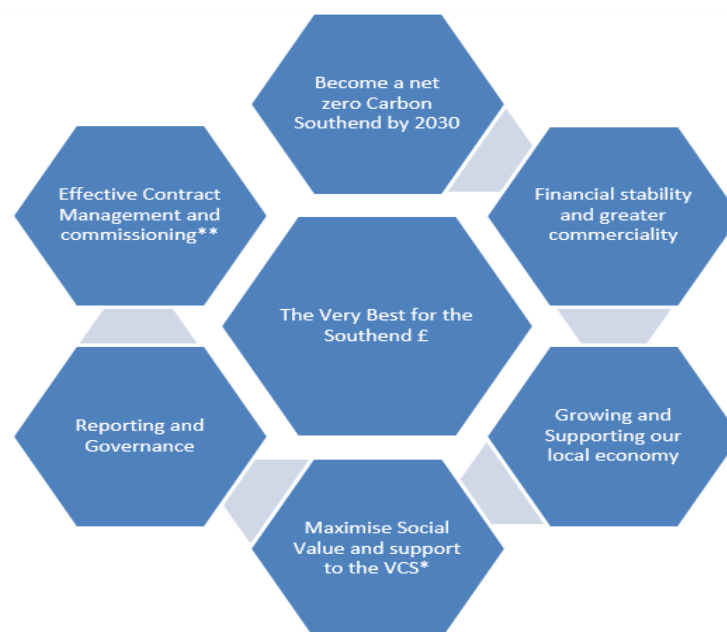 Become a net
zero Carbon
Southend by 2030
Effective Contract
Management and
commissioning**
Financial stability
and greater
commerciality
The Very Best for the
Southend £
Reporting and
Governance
Growing and
Supporting our
local economy
Maximise Social
Value and support
to the VCS*